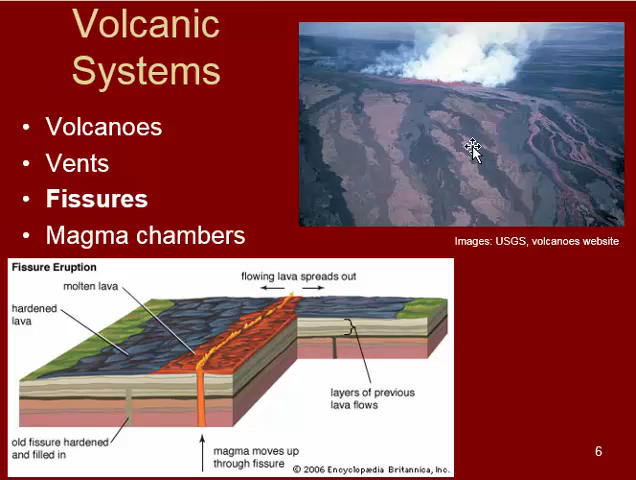 Volcanic
Systems
• Volcanoes
• Vents
• Fissures
• Magma chambers
Images: USGS, volcanoes website
Fissure Eruption
flowing lava spreads out
molten lava
hardened
lava
layers of previous
lava flows
old fissure hardened
and filled in
magma moves up
through fissure
© 2006 Encyclopædia Britannica, Inc.
6